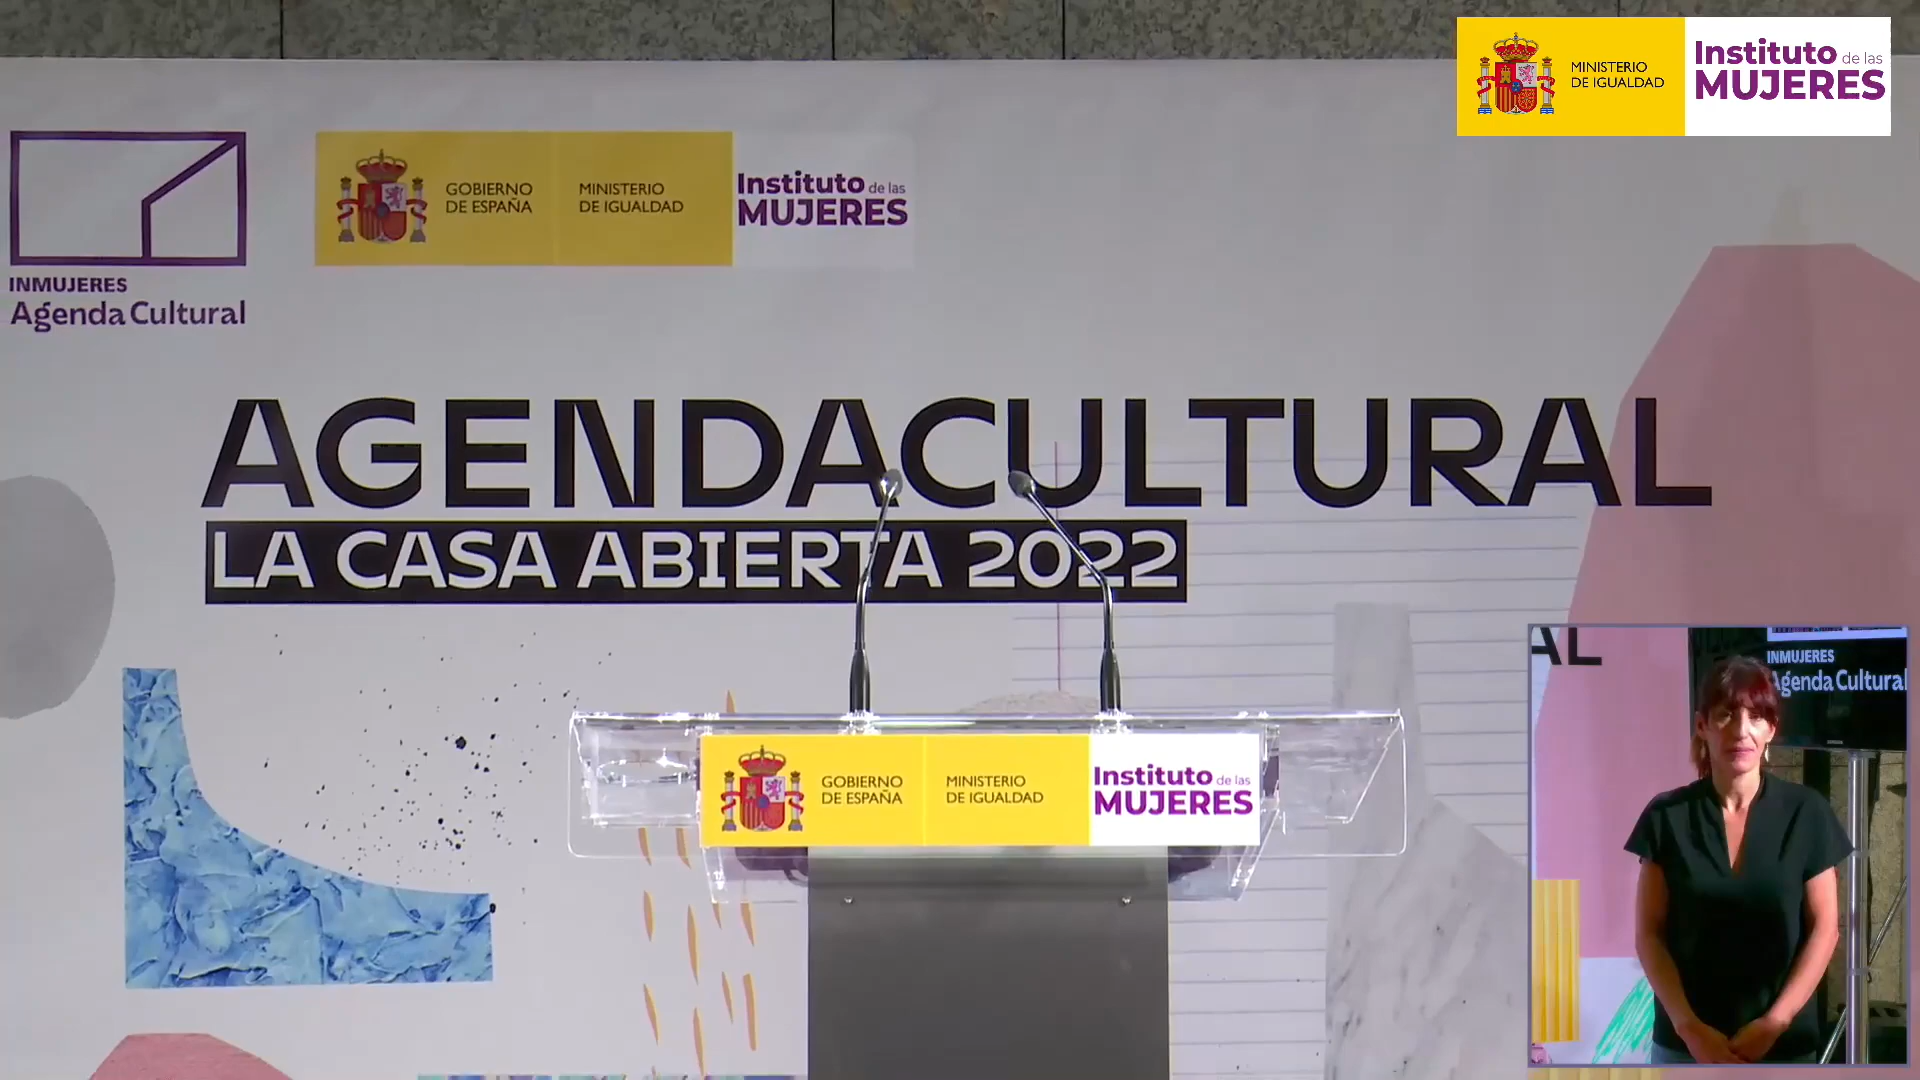 MINISTERIO
DE IGUALDAD
Instituto de las
MUJERES
INMUJERES
Agenda Cultural
GOBIERNO
DE ESPAÑA
MINISTERIO
DE IGUALDAD
Instituto de las
MUJERES
AGENDACULTURAL
LA CASA ABIERTA 2022
GOBIERNO
DE ESPAÑA
MINISTERIO
DE IGUALDAD
Instituto de las
MUJERES
AL
INMUJERES
Agenda Cultural